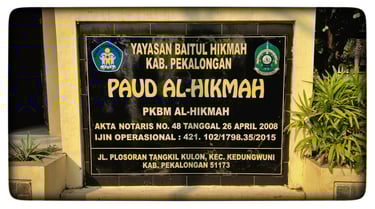 YAYASAN BAITUL HIKMAH
KAB. PEKALONGAN
PAUD AL-HIKMAH
PKBM AL-HIKMAH
AKTA NOTARIS NO. 48 TANGGAL 26 APRIL 2008
IJIN OPERASIONAL : 421. 102/1798.35/2015
JL. PLOSORAN TANGKIL KULON, KEC. KEDUNGWUNI
KAB. PEKALONGAN 51173